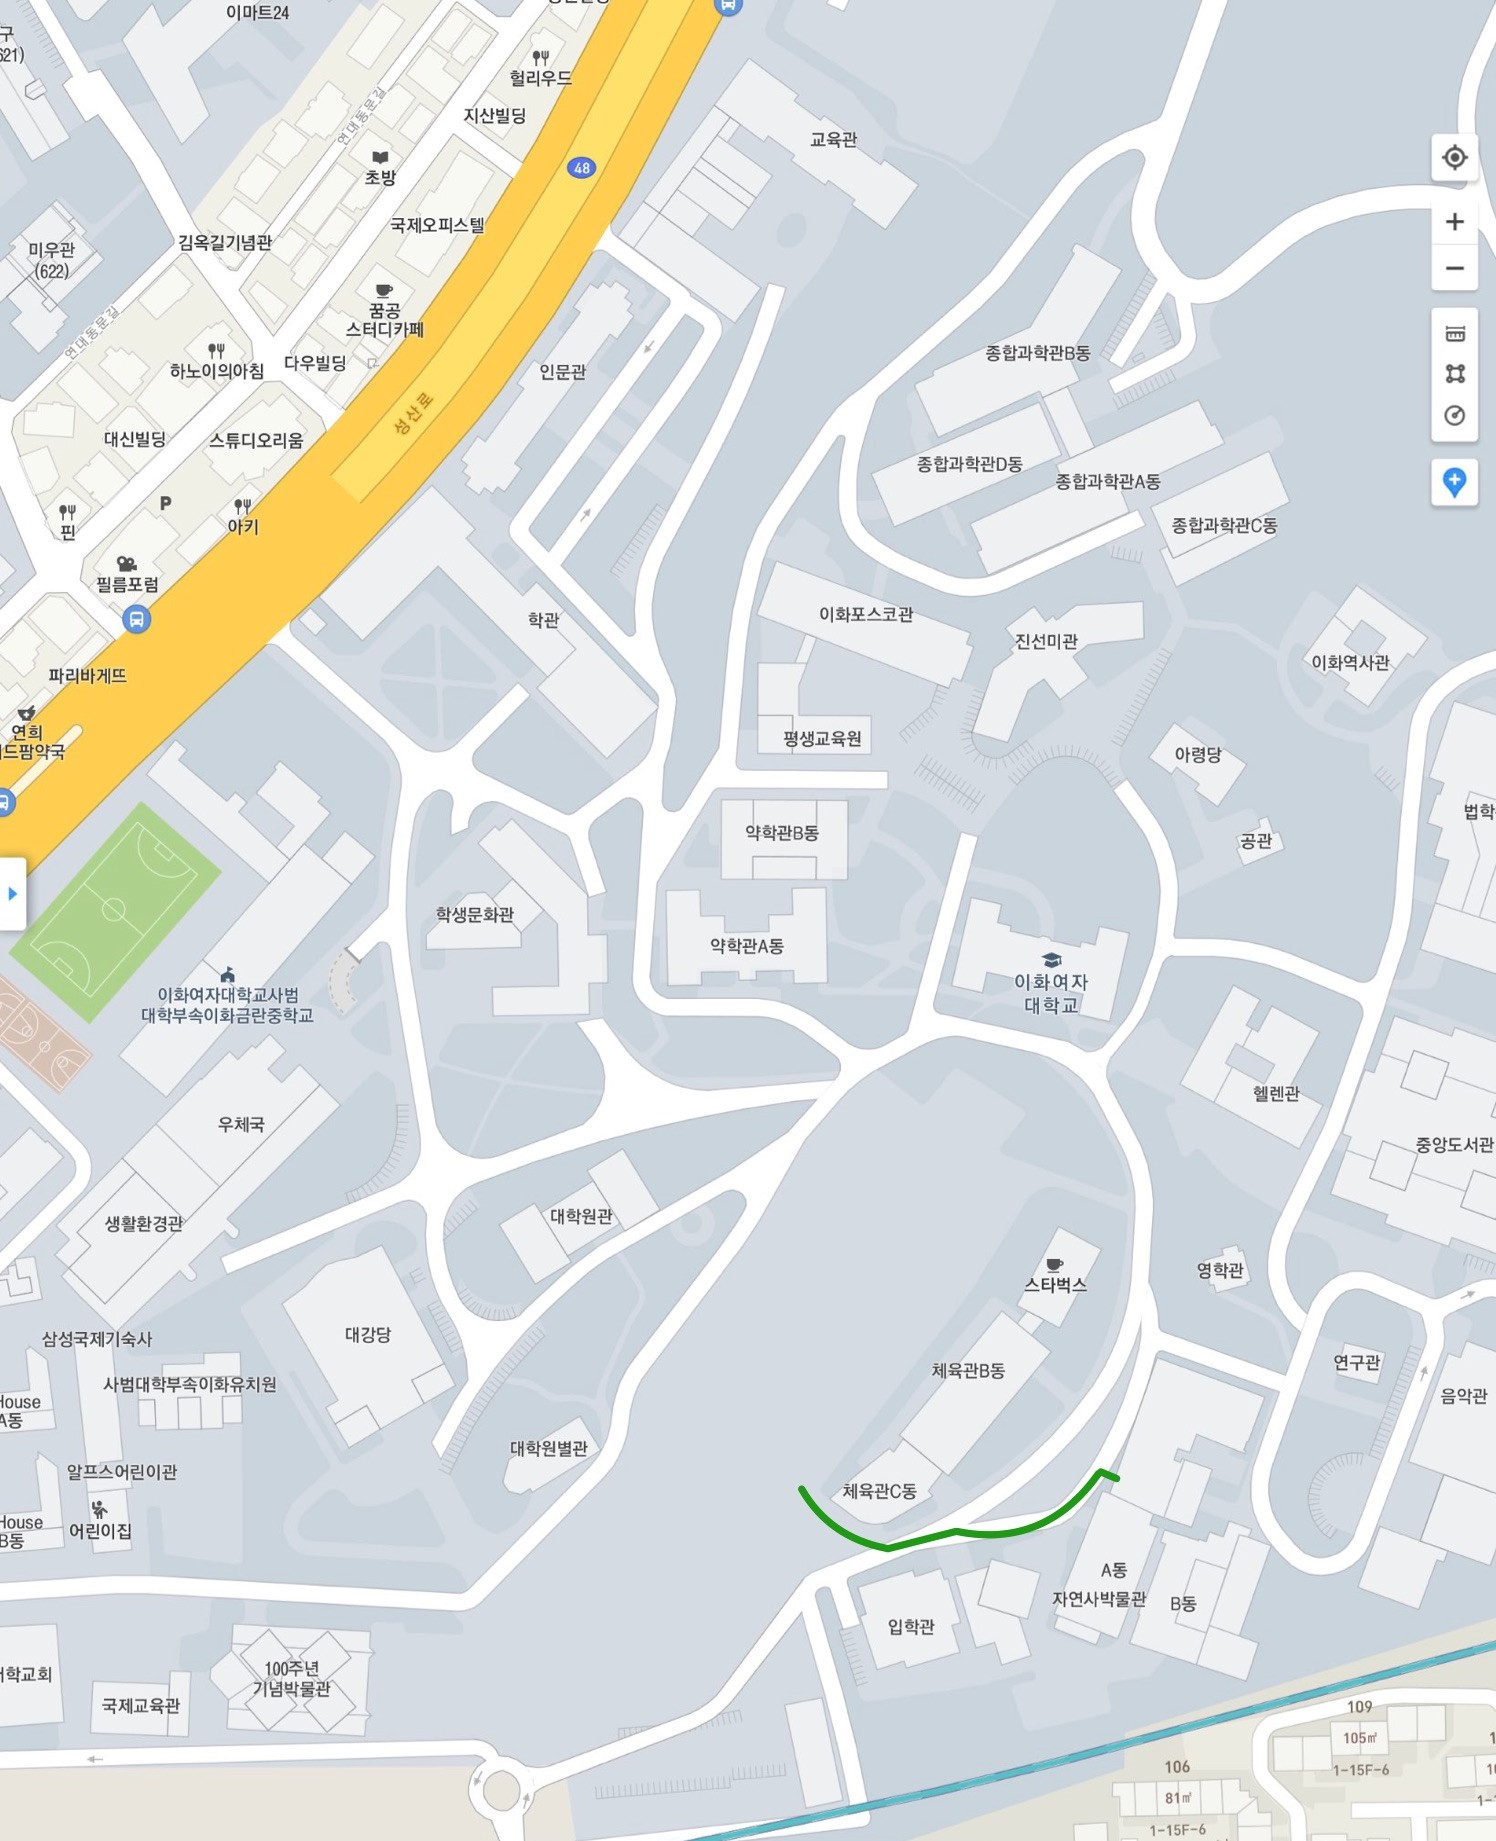 이마트24
621)
헐리우드
지산빌딩
연대동문길
48
교육관
초방
국제오피스텔
미우관
(622)
김옥길기념관
꿈공
스터디카페
연대동문길
하노이의아침
다우빌딩
인문관
종합과학관B동
성산로
대신빌딩
스튜디오리움
종합과학관D동
종합과학관A동
P
핀
아키
종합과학관C동
필름포럼
학관
이화포스코관
진선미관
이화역사관
파리바게뜨
연희
드팜약국
평생교육원
아령당
법학
약학관B동
공관
학생문화관
약학관A동
이화여자
대학교
이화여자대학교사범
대학부속이화금란중학교
헬렌관
우체국
중앙도서관
생활환경관
대학원관
영학관
스타벅스
삼성국제기숙사
대강당
체육관B동
연구관
사범대학부속이화유치원
House
A동
음악관
대학원별관
알프스어린이관
체육관C동
House
B동
어린이집
A동
자연사박물관
B동
입학관
학교회
100주년
기념박물관
국제교육관
109
105㎡
1-15F-6
106
81㎡
1-15F-6